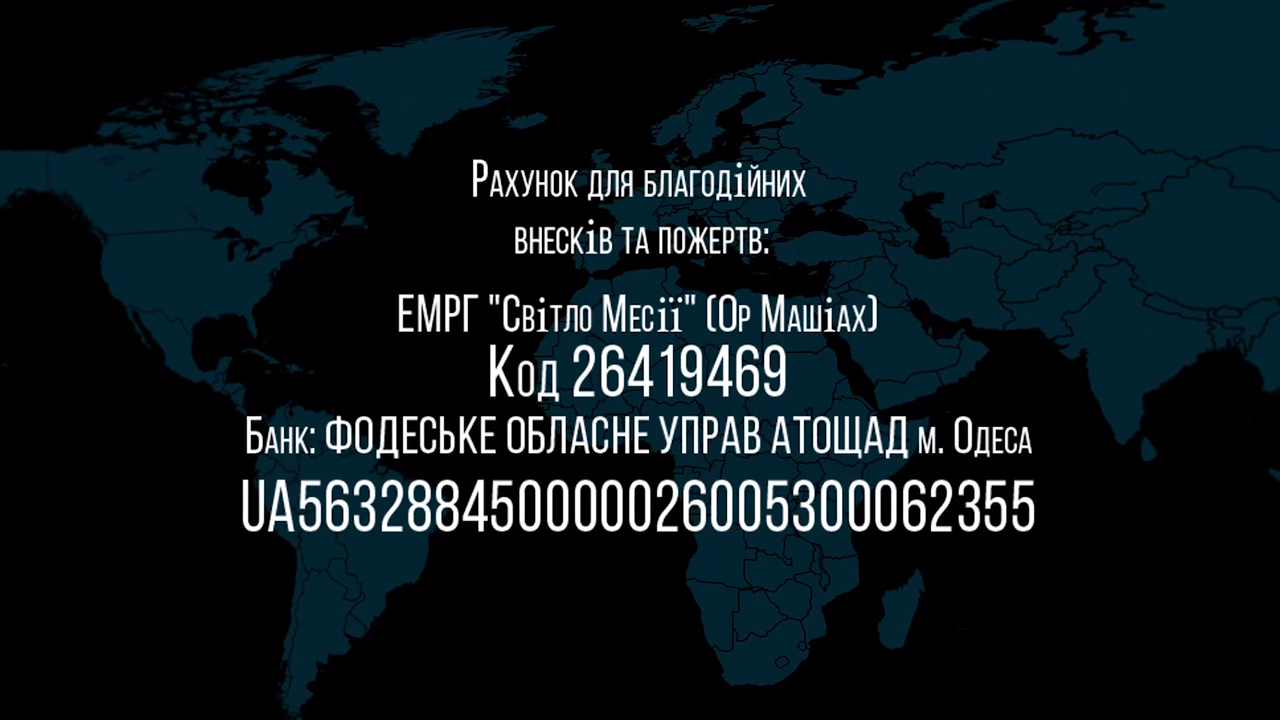 Рахунок для благодійних
внесків та пожертв:
ЕМРГ "Світло Месії" (Ор Машіах)
Код 26419469
Банк: ФОДЕСЬКЕ ОБЛАСНЕ УПРАВ АТОЩАД м. Одеса
UA563288450000026005300062355